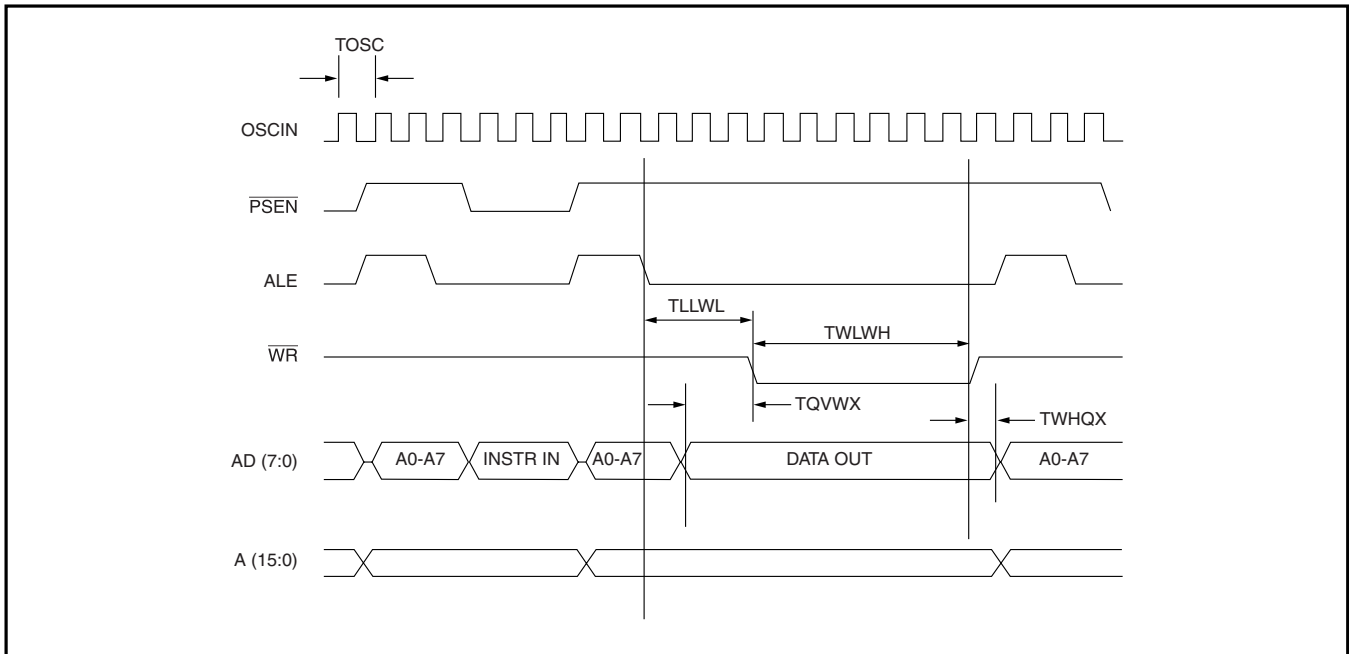 TOSC
OSCIN
PSEN
ALE
TLLWL
TWLWH
WR
TQVWX
TWHQX
AD (7:0)
A0-A7
INSTR IN
A0-A7
DATA OUT
A0-A7
A (15:0)